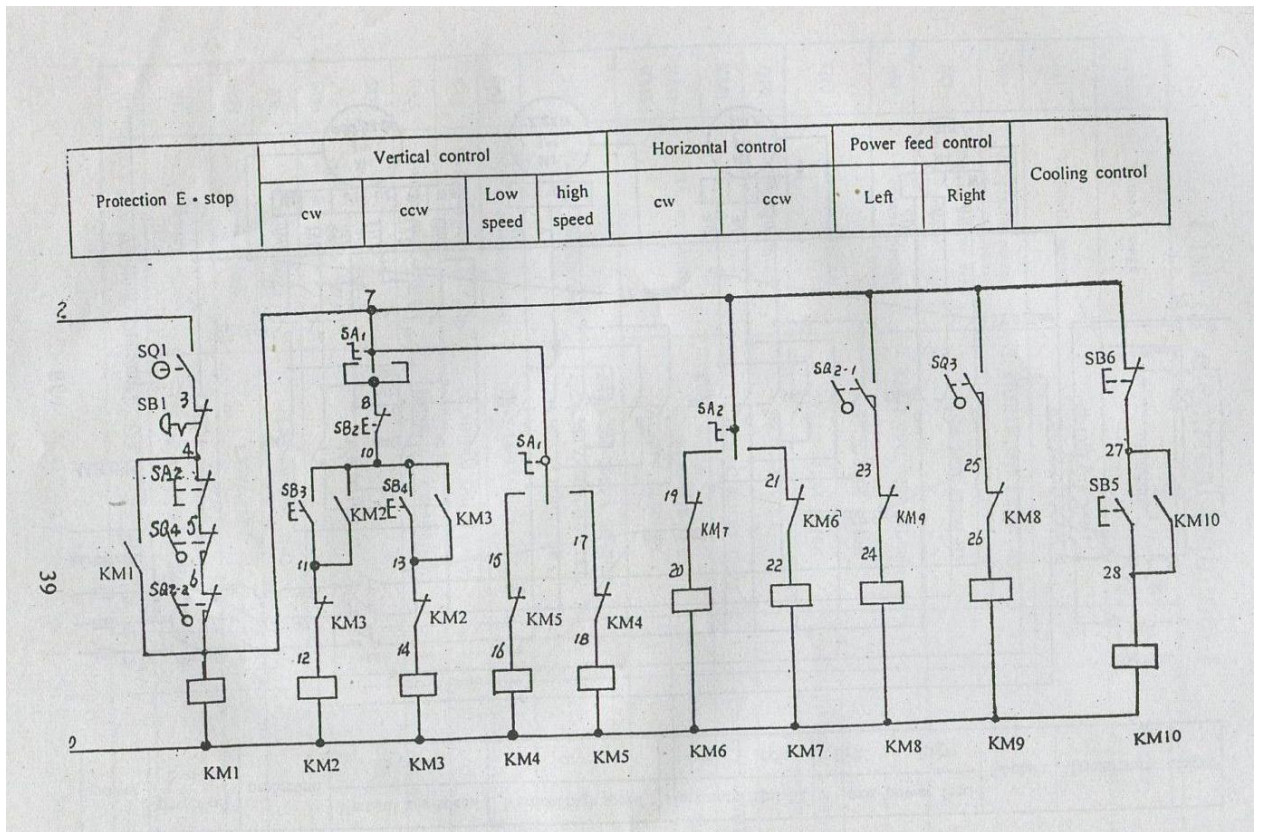 Protection E · stop
Vertical control
Horizontal control
Power feed control
Cooling control
cw
ccw
Low speed
high speed
cw
ccw
Left
Right
2
7
SQ1
3
SB1
4
SA2
5
SQ4
6
SQ2-2
KM1
SA1
8
SB2
10
SB3
KM2
SB4
KM3
11
13
KM3
KM2
12
14
SA1
15
17
KM5
KM4
16
18
SA2
19
21
KM7
KM6
20
22
SQ2-1
23
KM9
24
SQ3
25
KM8
26
SB6
27
SB5
KM10
28
39
KM1
KM2
KM3
KM4
KM5
KM6
KM7
KM8
KM9
KM10